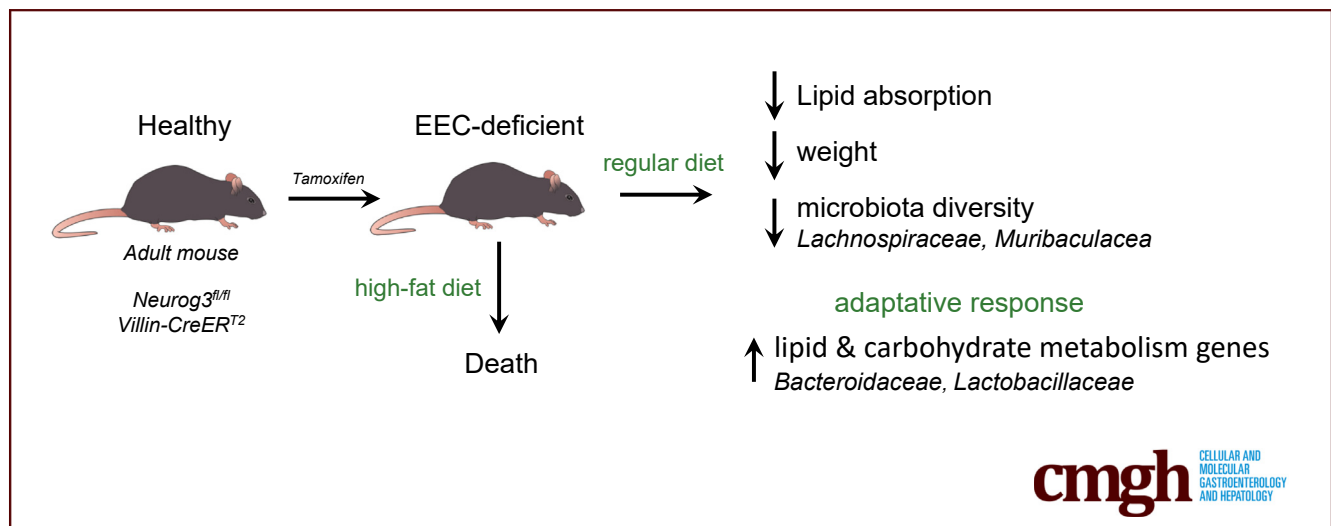 Healthy
Adult mouse
Neurog3fl/fl
Villin-CreERT2
Tamoxifen
EEC-deficient
high-fat diet
Death
regular diet
Lipid absorption
weight
microbiota diversity
Lachnospiraceae, Muribaculacea
adaptative response
lipid & carbohydrate metabolism genes
Bacteroidaceae, Lactobacillaceae
cmgh
CELLULAR AND
MOLECULAR
GASTROENTEROLOGY
AND HEPATOLOGY